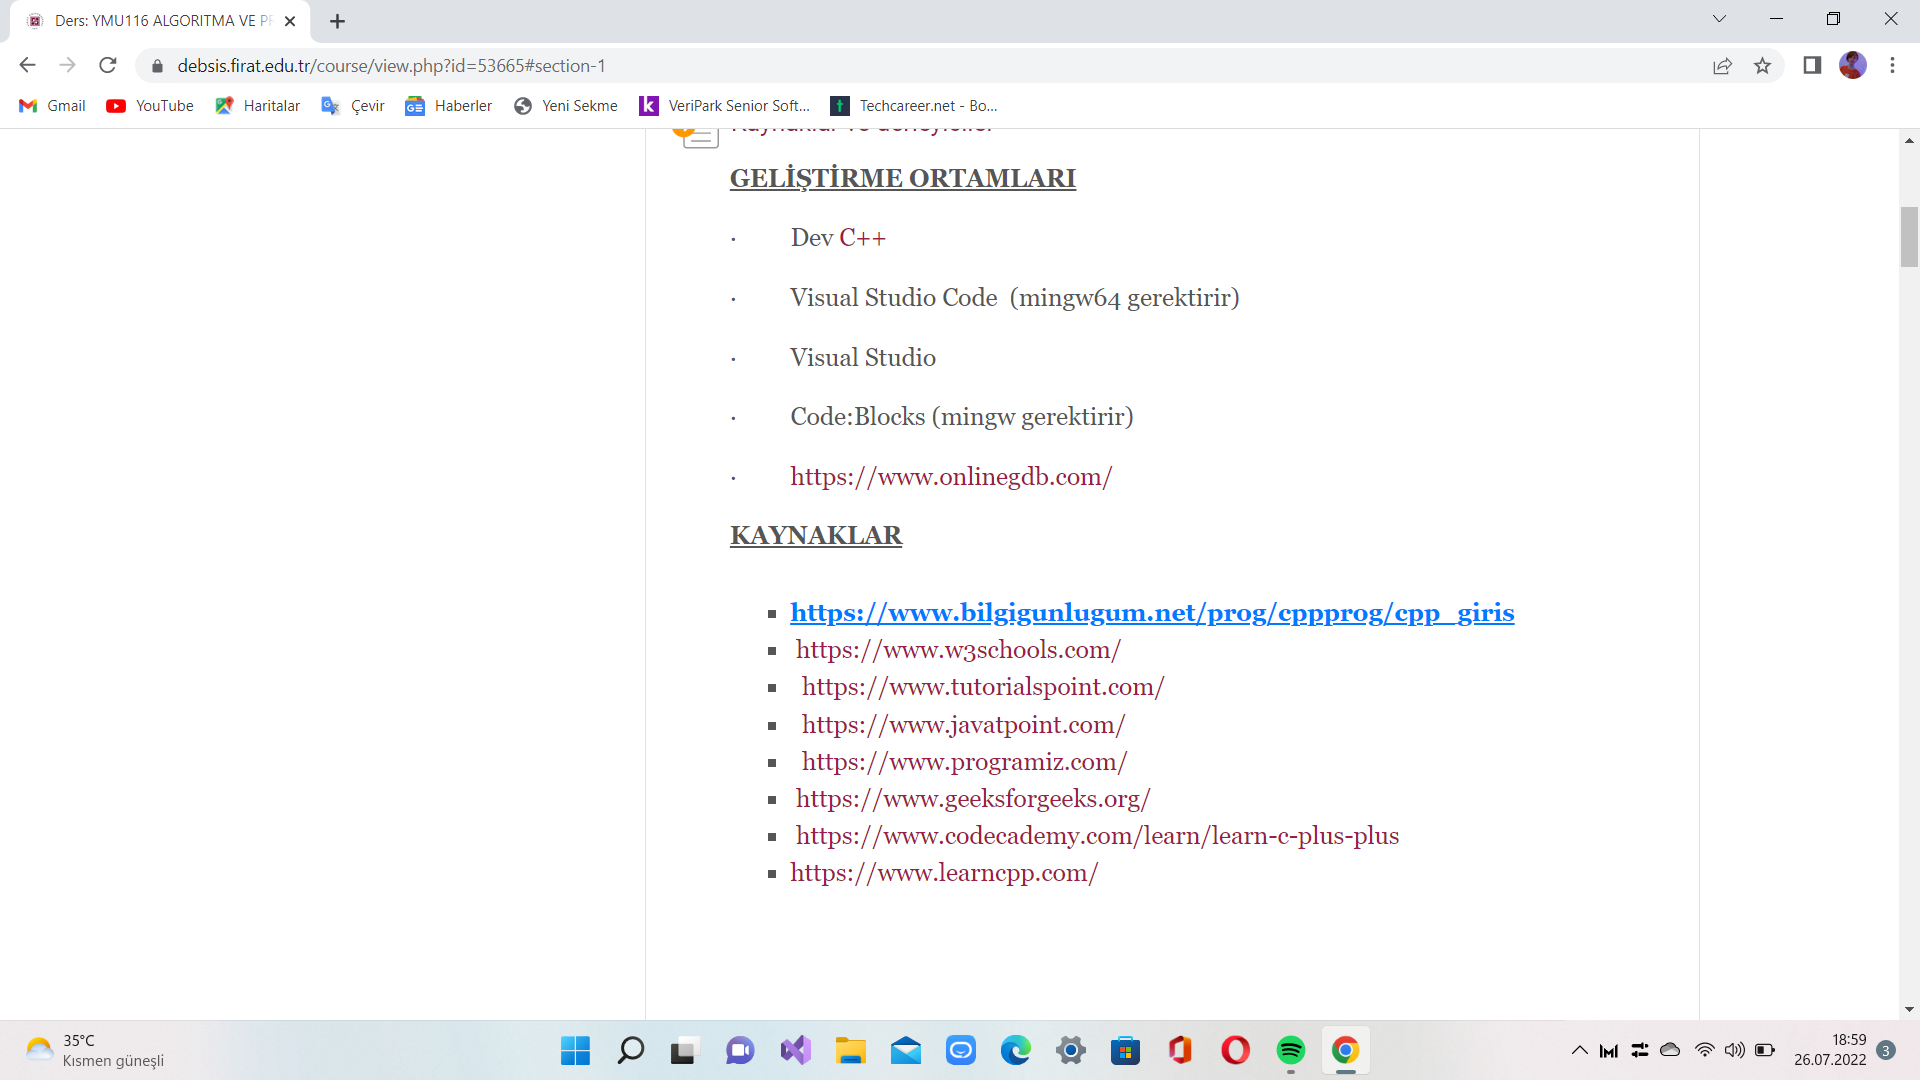 Ders: YMU116 ALGORITMA VE PR
debsis.firat.edu.tr/course/view.php?id=53665#section-1
Gmail YouTube Haritalar Çevir Haberler Yeni Sekme VeriPark Senior Soft... Techcareer.net - Bo...
GELİŞTİRME ORTAMLARI
· Dev C++
· Visual Studio Code (mingw64 gerektirir)
· Visual Studio
· Code:Blocks (mingw gerektirir)
· https://www.onlinegdb.com/
KAYNAKLAR
https://www.bilgigunlugum.net/prog/cppprog/cpp_giris
https://www.w3schools.com/
https://www.tutorialspoint.com/
https://www.javatpoint.com/
https://www.programiz.com/
https://www.geeksforgeeks.org/
https://www.codecademy.com/learn/learn-c-plus-plus
https://www.learncpp.com/
35°C
Kısmen güneşli
18:59
26.07.2022
3